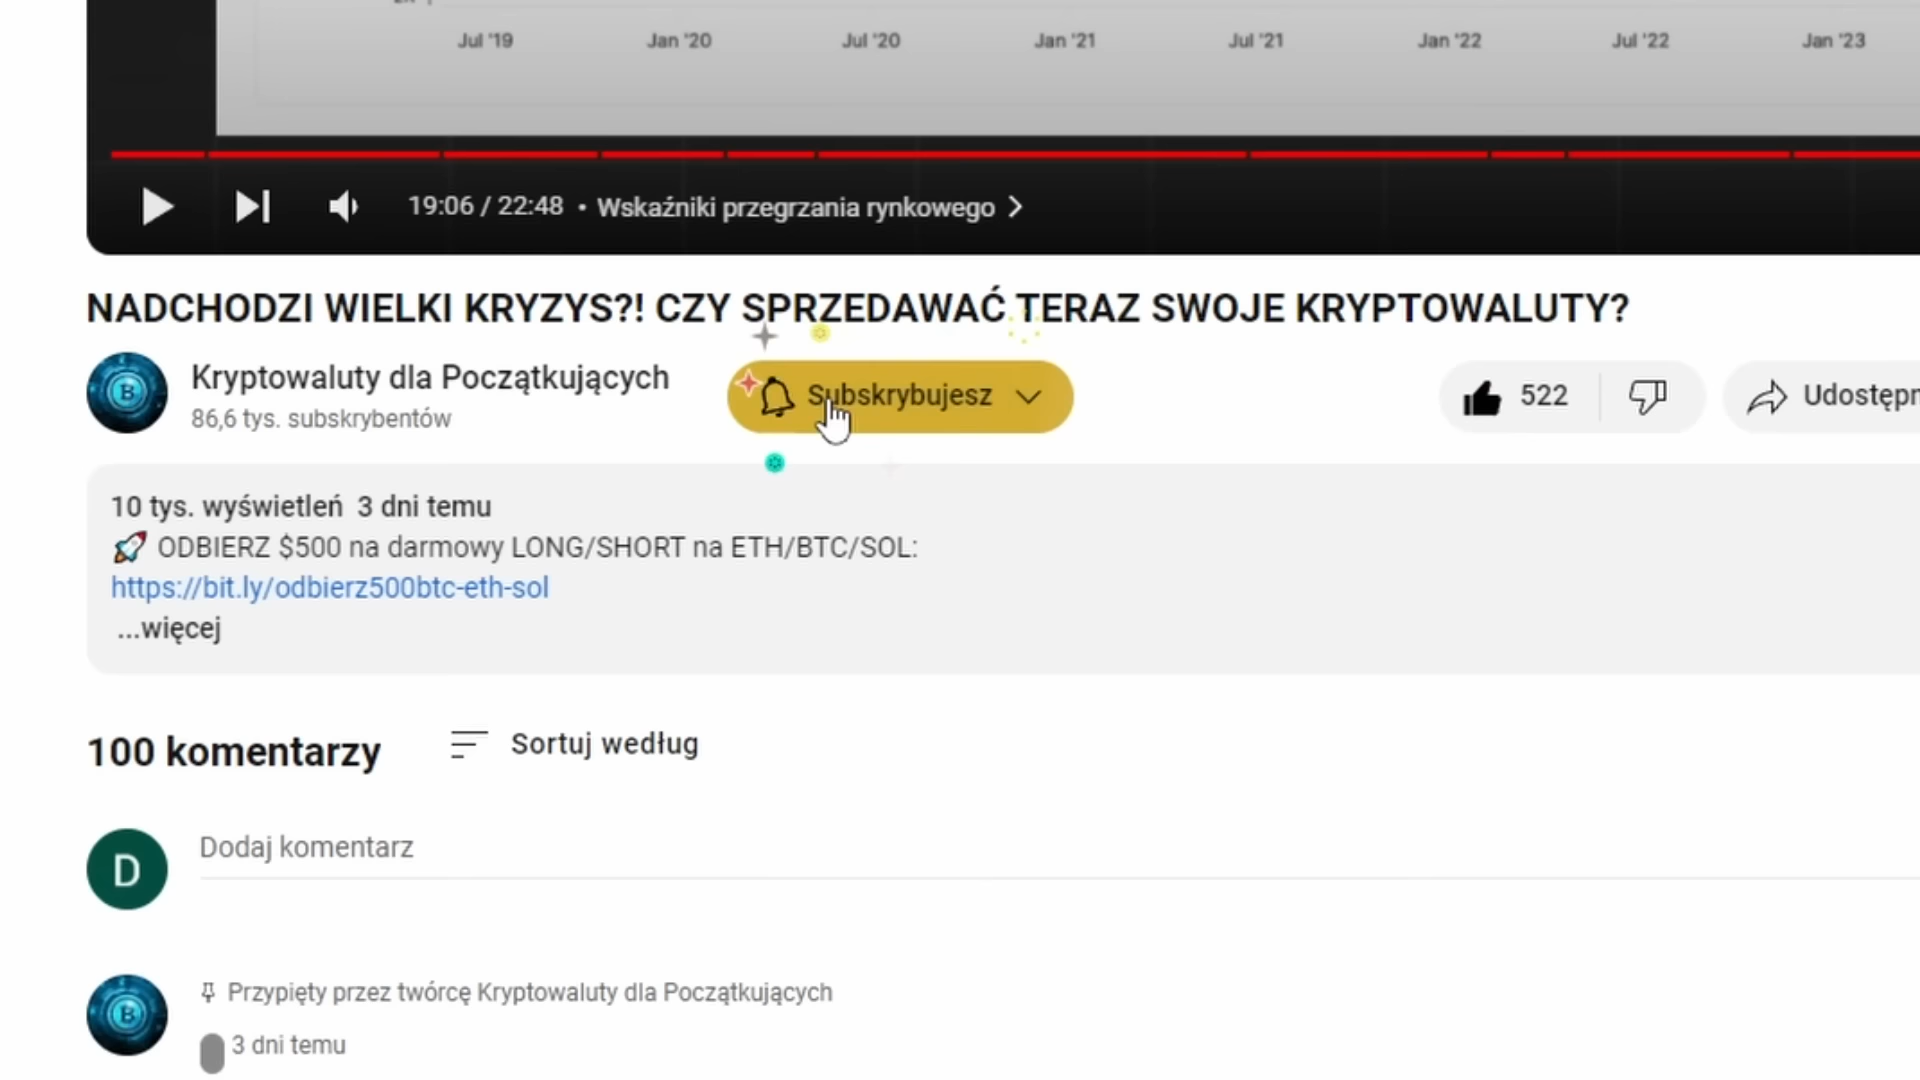 Jul '19 Jan '20 Jul '20 Jan '21 Jul '21 Jan '22 Jul '22 Jan '23
19:06 / 22:48 • Wskaźniki przegrzania rynkowego
NADCHODZI WIELKI KRYZYS?! CZY SPRZEDAWAĆ TERAZ SWOJE KRYPTOWALUTY?
Kryptowaluty dla Początkujących
86,6 tys. subskrybentów
Subskrybujesz
522
Udostępn
10 tys. wyświetleń 3 dni temu
🚀 ODBIERZ $500 na darmowy LONG/SHORT na ETH/BTC/SOL:
https://bit.ly/odbierz500btc-eth-sol
...więcej
100 komentarzy
Sortuj według
D
Dodaj komentarz
Przypięty przez twórcę Kryptowaluty dla Początkujących
3 dni temu